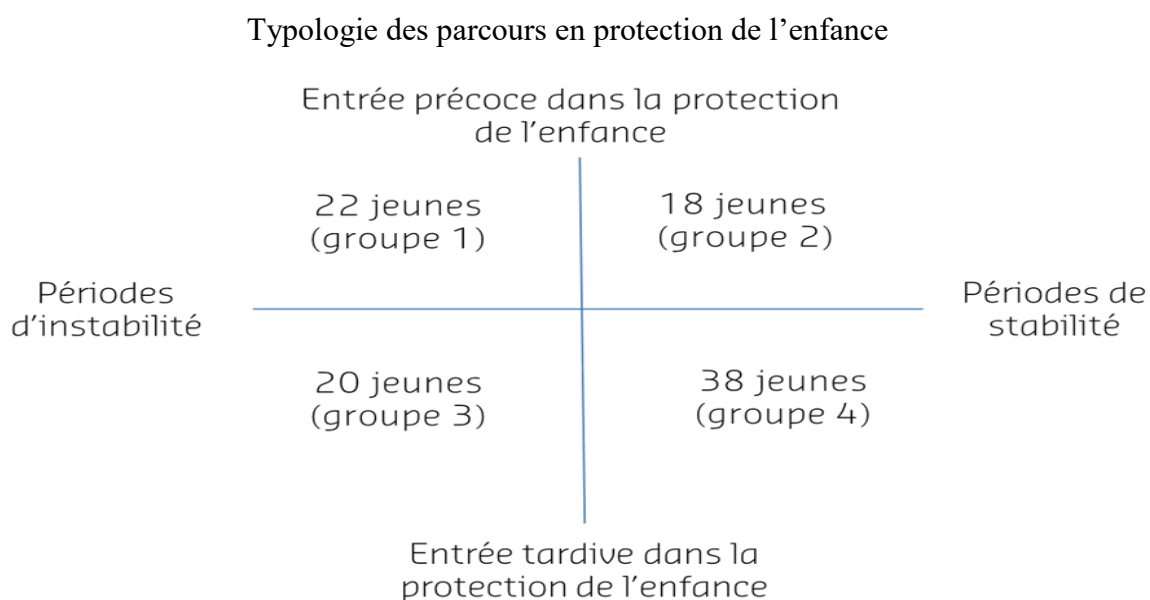 Typologie des parcours en protection de l’enfance
Entrée précoce dans la protection
de l’enfance
22 jeunes
(groupe 1)
18 jeunes
(groupe 2)
Périodes
d’instabilité
Périodes de
stabilité
20 jeunes
(groupe 3)
38 jeunes
(groupe 4)
Entrée tardive dans la
protection de l’enfance